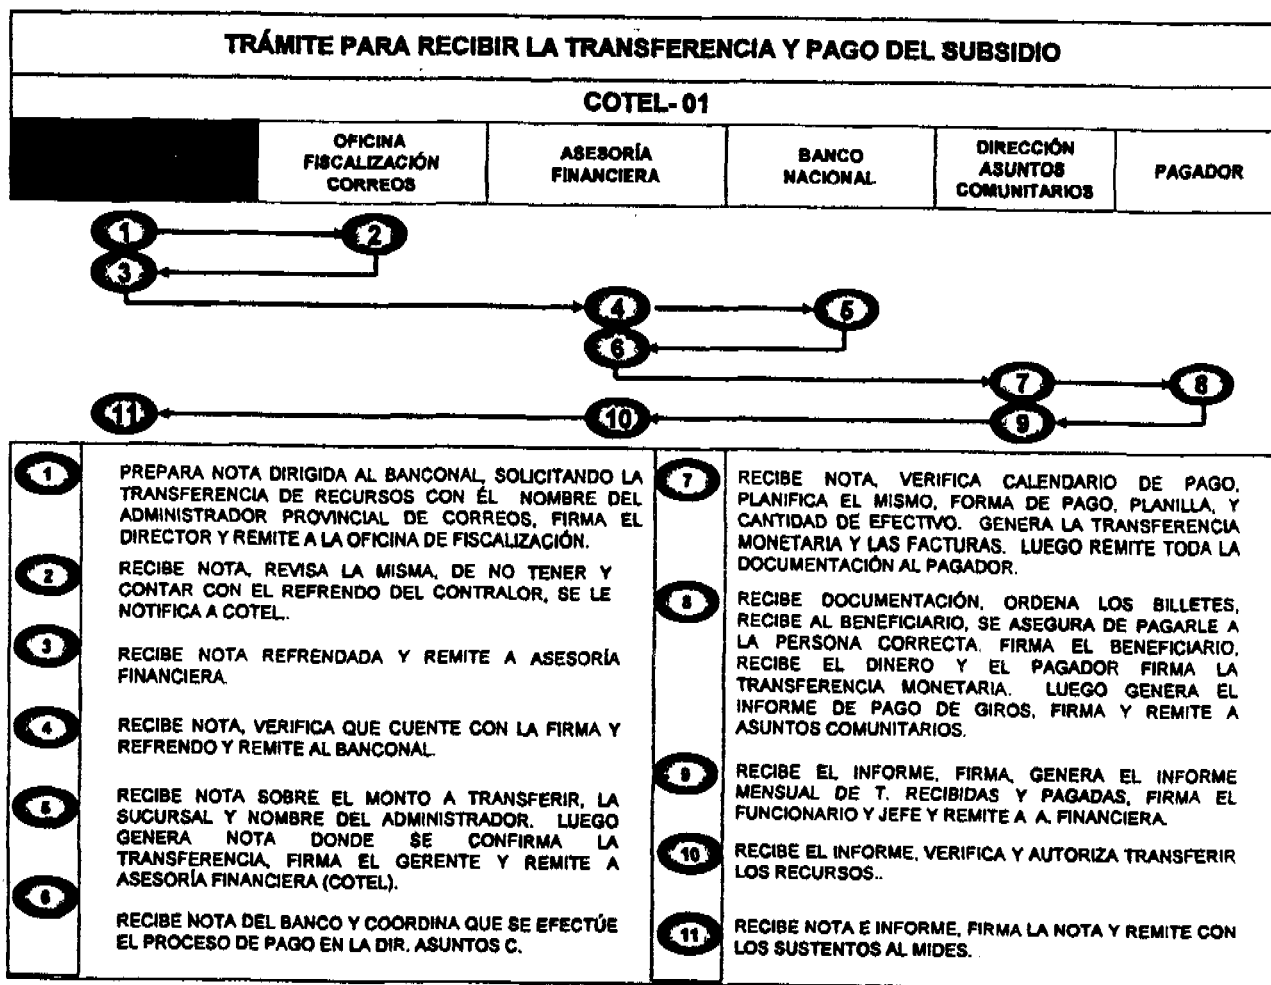 TRÁMITE PARA RECIBIR LA TRANSFERENCIA Y PAGO DEL SUBSIDIO
COTEL- 01
OFICINA
FISCALIZACIÓN
CORREOS
ASESORÍA
FINANCIERA
BANCO
NACIONAL
DIRECCIÓN
ASUNTOS
COMUNITARIOS
PAGADOR
1
2
3
4
5
6
7
8
11
10
9
1
PREPARA NOTA DIRIGIDA AL BANCONAL, SOLICITANDO LA
TRANSFERENCIA DE RECURSOS CON ÉL NOMBRE DEL
ADMINISTRADOR PROVINCIAL DE CORREOS, FIRMA EL
DIRECTOR Y REMITE A LA OFICINA DE FISCALIZACIÓN.
2
RECIBE NOTA, REVISA LA MISMA, DE NO TENER Y
CONTAR CON EL REFRENDO DEL CONTRALOR, SE LE
NOTIFICA A COTEL.
3
RECIBE NOTA REFRENDADA Y REMITE A ASESORÍA
FINANCIERA.
4
RECIBE NOTA, VERIFICA QUE CUENTE CON LA FIRMA Y
REFRENDO Y REMITE AL BANCONAL.
5
RECIBE NOTA SOBRE EL MONTO A TRANSFERIR, LA
SUCURSAL Y NOMBRE DEL ADMINISTRADOR. LUEGO
GENERA NOTA DONDE SE CONFIRMA LA
TRANSFERENCIA, FIRMA EL GERENTE Y REMITE A
ASESORÍA FINANCIERA (COTEL).
6
RECIBE NOTA DEL BANCO Y COORDINA QUE SE EFECTÚE
EL PROCESO DE PAGO EN LA DIR. ASUNTOS C.
7
RECIBE NOTA, VERIFICA CALENDARIO DE PAGO,
PLANIFICA EL MISMO, FORMA DE PAGO, PLANILLA, Y
CANTIDAD DE EFECTIVO. GENERA LA TRANSFERENCIA
MONETARIA Y LAS FACTURAS. LUEGO REMITE TODA LA
DOCUMENTACIÓN AL PAGADOR.
8
RECIBE DOCUMENTACIÓN, ORDENA LOS BILLETES,
RECIBE AL BENEFICIARIO, SE ASEGURA DE PAGARLE A
LA PERSONA CORRECTA. FIRMA EL BENEFICIARIO,
RECIBE EL DINERO Y EL PAGADOR FIRMA LA
TRANSFERENCIA MONETARIA. LUEGO GENERA EL
INFORME DE PAGO DE GIROS, FIRMA Y REMITE A
ASUNTOS COMUNITARIOS.
9
RECIBE EL INFORME, FIRMA, GENERA EL INFORME
MENSUAL DE T. RECIBIDAS Y PAGADAS, FIRMA EL
FUNCIONARIO Y JEFE Y REMITE A A. FINANCIERA.
10
RECIBE EL INFORME, VERIFICA Y AUTORIZA TRANSFERIR
LOS RECURSOS..
11
RECIBE NOTA E INFORME, FIRMA LA NOTA Y REMITE CON
LOS SUSTENTOS AL MIDES.